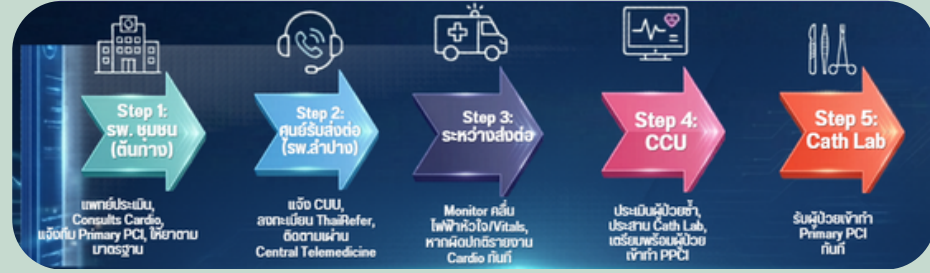 Step 1:
รพ. ชุมชน
(ต้นทาง)
แพทย์ประเมิน,
Consults Cardio,
แจ้งทีม Primary PCI, ให้ยาตาม
มาตรฐาน
Step 2:
ศูนย์รับส่งต่อ
(รพ.ลำปาง)
แจ้ง CUU,
ลงทะเบียน ThaiRefer,
ติดตามผ่าน
Central Telemedicine
Step 3:
ระหว่างส่งต่อ
Monitor คลื่น
ไฟฟ้าหัวใจ/Vitals,
หากผิดปกติรายงาน
Cardio ทันที
Step 4:
CCU
ประเมินผู้ป่วยซ้ำ,
ประสาน Cath Lab,
เตรียมพร้อมผู้ป่วย
เข้าทำ PPCI
Step 5:
Cath Lab
รับผู้ป่วยเข้าทำ
Primary PCI
ทันที